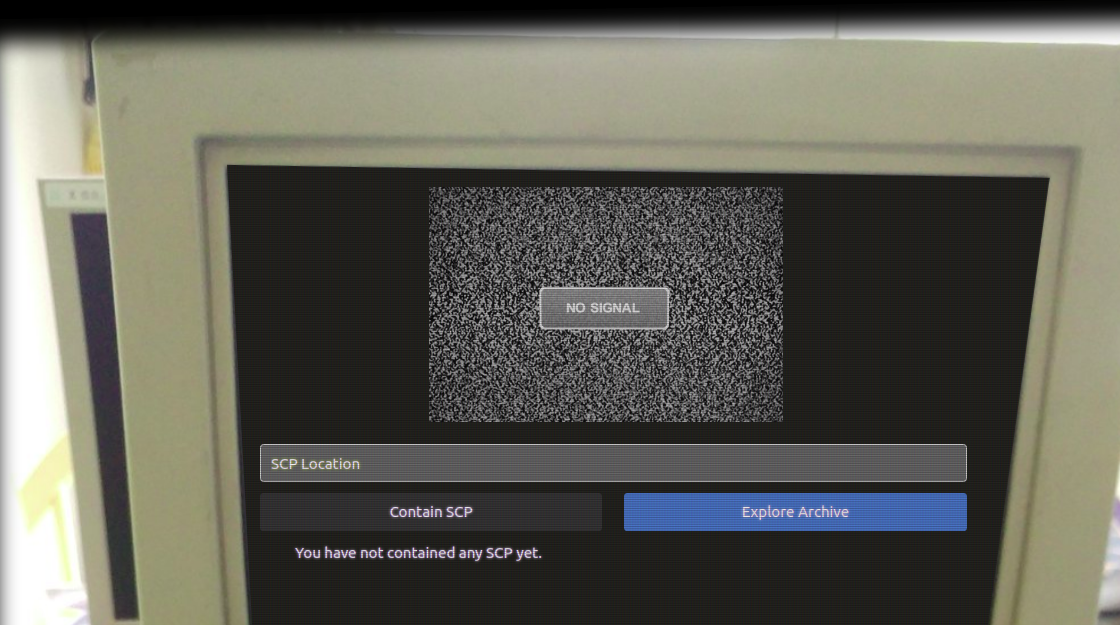 NO SIGNAL
SCP Location
Contain SCP
Explore Archive
You have not contained any SCP yet.